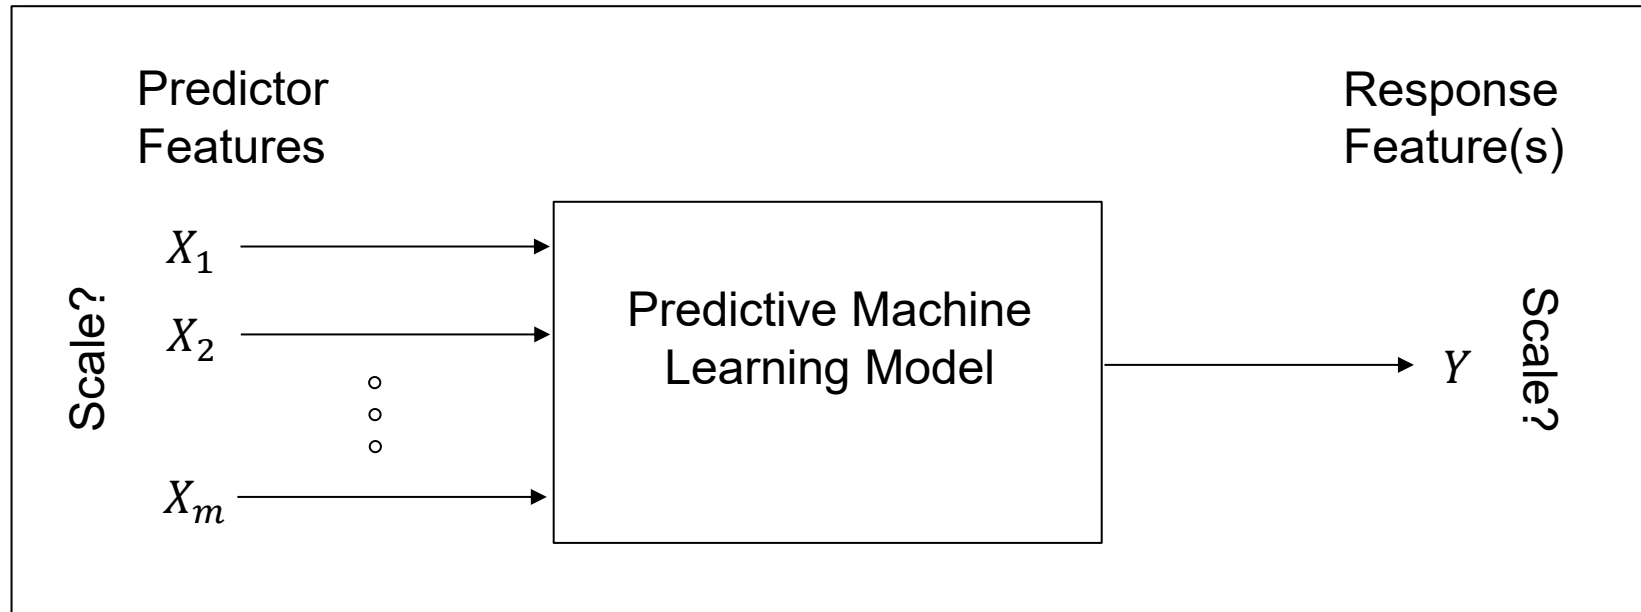 Predictor
Features
Response
Feature(s)
Scale?
X₁
X₂
Xₘ
Predictive Machine
Learning Model
Y
Scale?